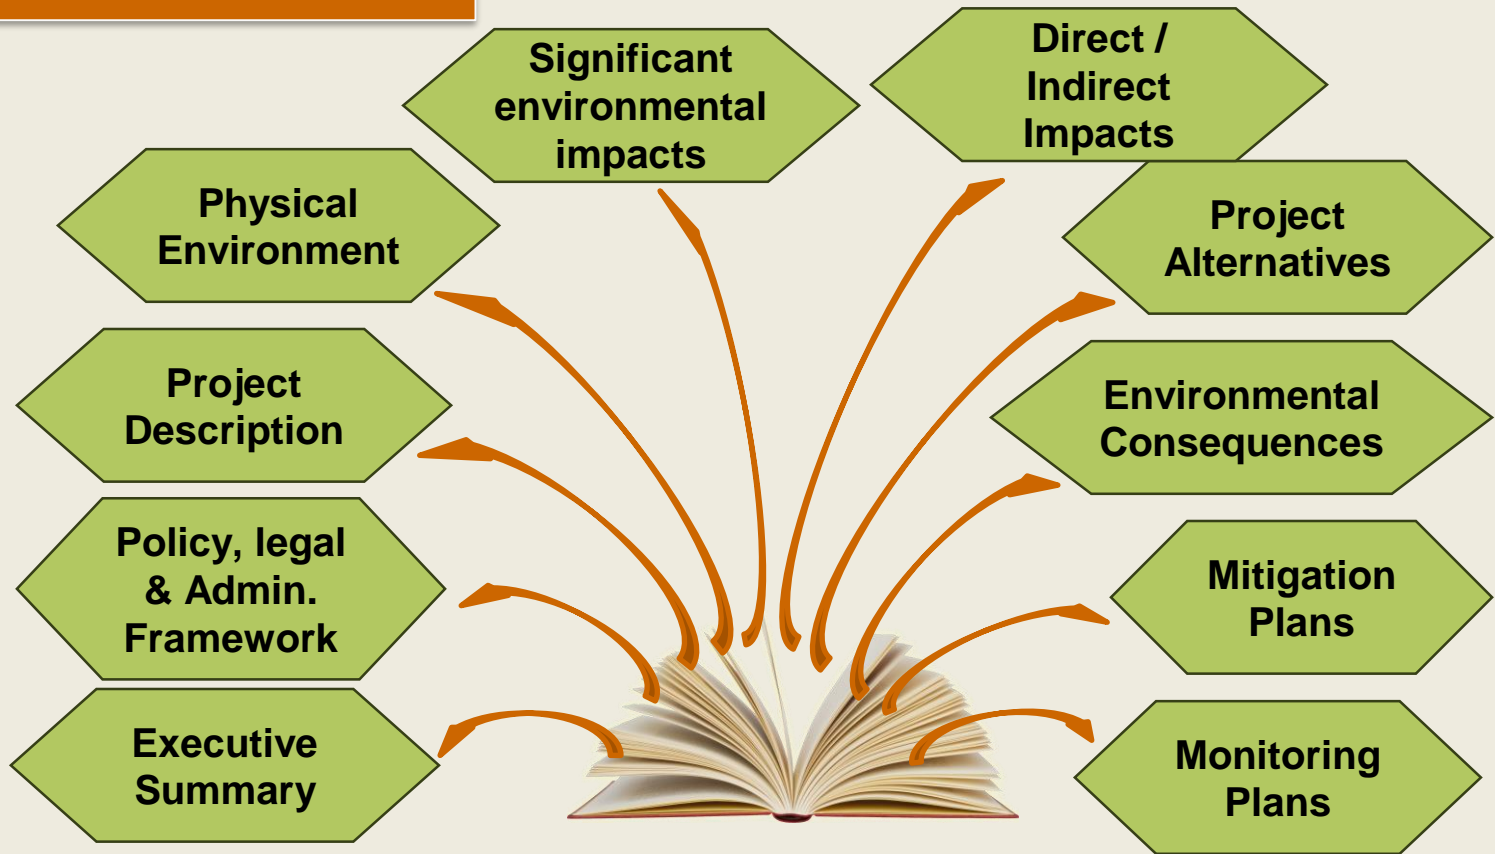 Significant
environmental
impacts
Direct /
Indirect
Impacts
Physical
Environment
Project
Alternatives
Project
Description
Environmental
Consequences
Policy, legal
& Admin.
Framework
Mitigation
Plans
Executive
Summary
Monitoring
Plans